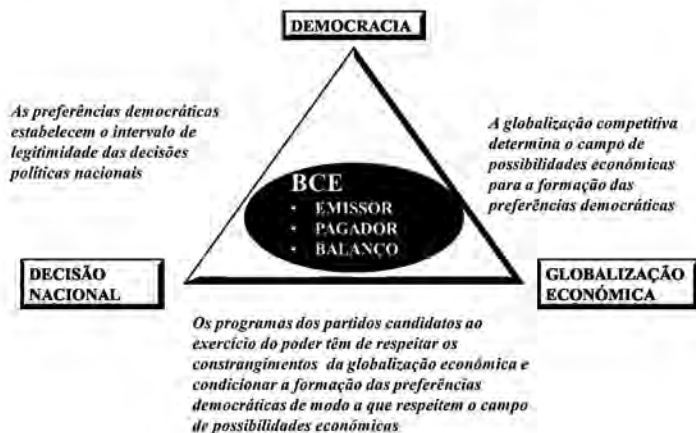 DEMOCRACIA
As preferências democráticas
estabelecem o intervalo de
legitimidade das decisões
políticas nacionais
A globalização competitiva
determina o campo de
possibilidades económicas
para a formação das
preferências democráticas
BCE
• EMISSOR
• PAGADOR
• BALANÇO
DECISÃO
NACIONAL
GLOBALIZAÇÃO
ECONÓMICA
Os programas dos partidos candidatos ao
exercício do poder têm de respeitar os
constrangimentos da globalização económica e
condicionar a formação das preferências
democráticas de modo a que respeitem o campo
de possibilidades económicas